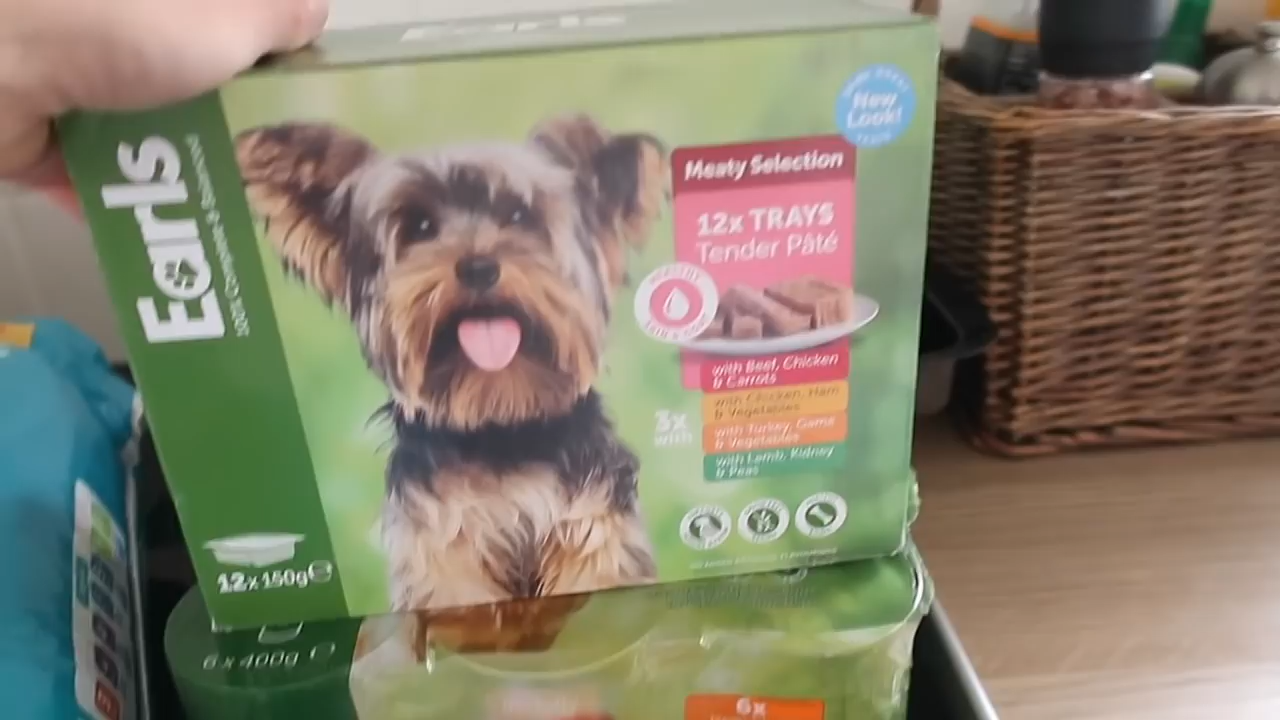 Earls
New
Look!
Meaty Selection
12x TRAYS
Tender Pâté
with Beef, Chicken
& Carrots
with Chicken, Ham
& Vegetables
3x
with
with Turkey, Game
& Vegetables
with Lamb, Kidney
& Peas
12x150g e
6x400g e
6x